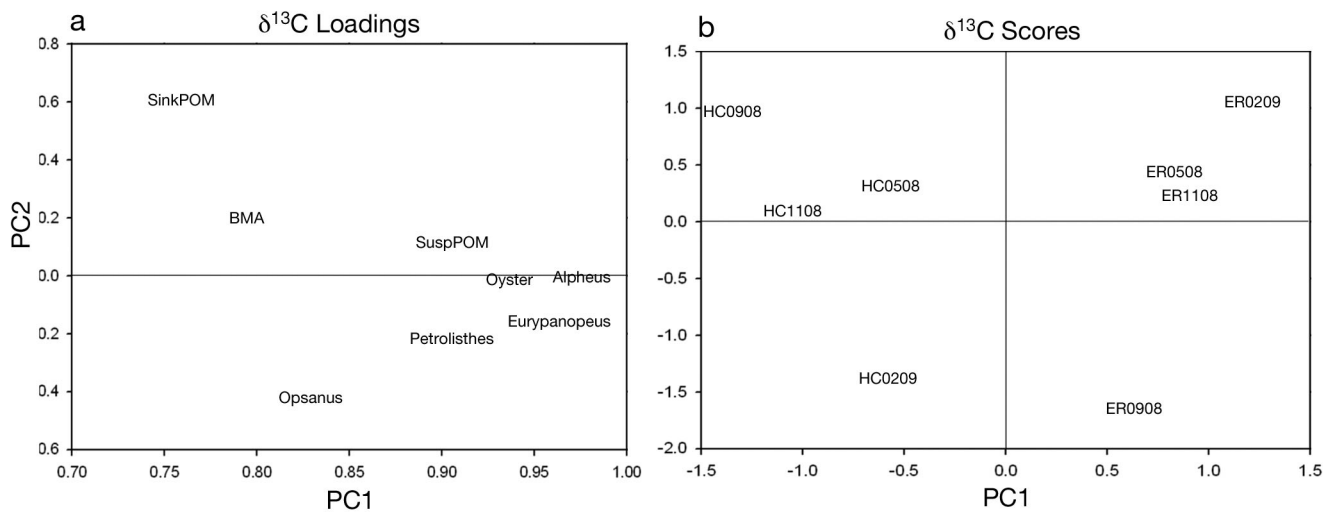 a
δ13C Loadings
0.8
0.6
0.4
0.2
0.0
0.2
0.4
0.6
PC2
SinkPOM
BMA
SuspPOM
Oyster
Alpheus
Eurypanopeus
Petrolisthes
Opsanus
0.70 0.75 0.80 0.85 0.90 0.95 1.00
PC1
b
δ13C Scores
1.5
1.0
0.5
0.0
-0.5
-1.0
-1.5
-2.0
HC0908
ER0209
HC0508
ER0508
ER1108
HC1108
HC0209
ER0908
-1.5 -1.0 -0.5 0.0 0.5 1.0 1.5
PC1